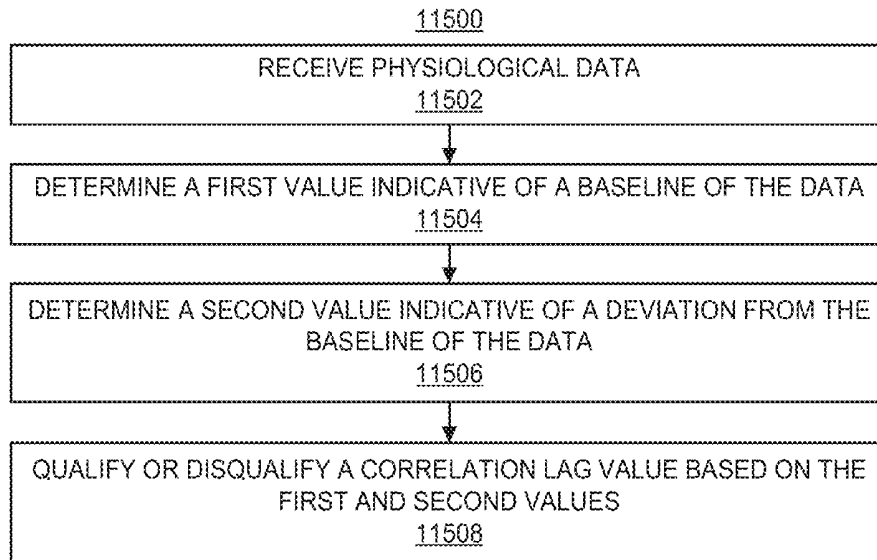 11500
RECEIVE PHYSIOLOGICAL DATA
11502
DETERMINE A FIRST VALUE INDICATIVE OF A BASELINE OF THE DATA
11504
DETERMINE A SECOND VALUE INDICATIVE OF A DEVIATION FROM THE
BASELINE OF THE DATA
11506
QUALIFY OR DISQUALIFY A CORRELATION LAG VALUE BASED ON THE
FIRST AND SECOND VALUES
11508